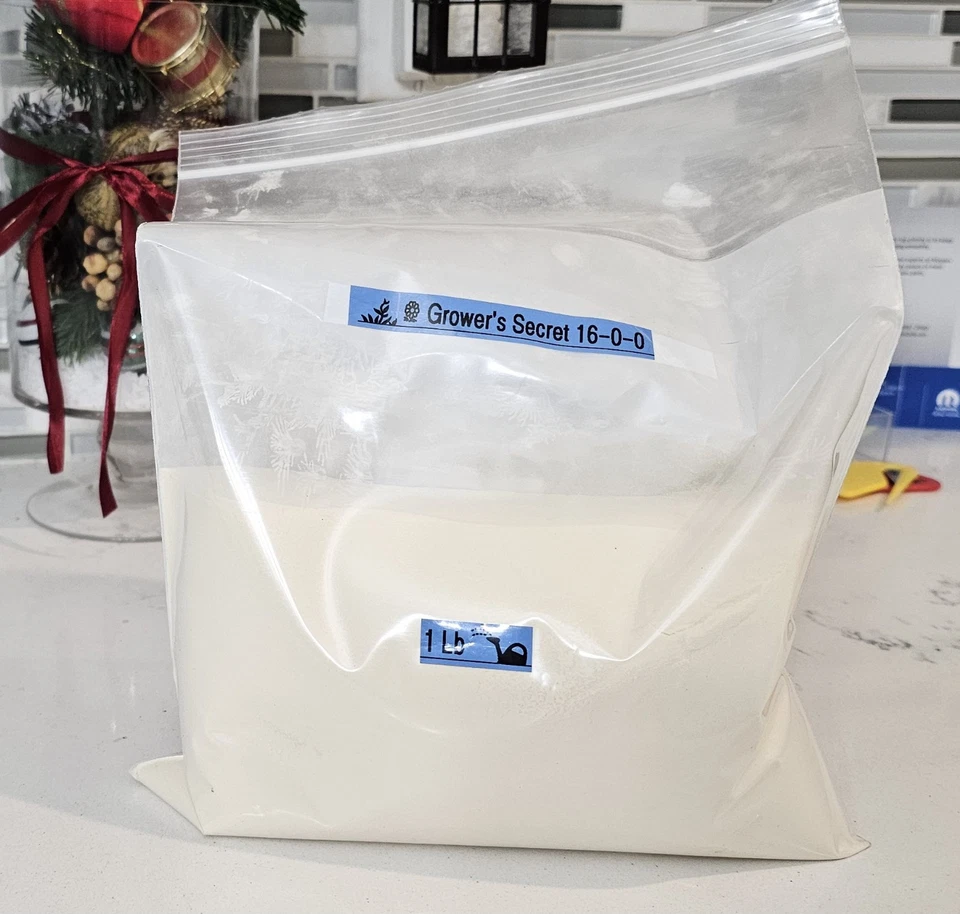 Grower's Secret 16-0-0
1 Lb